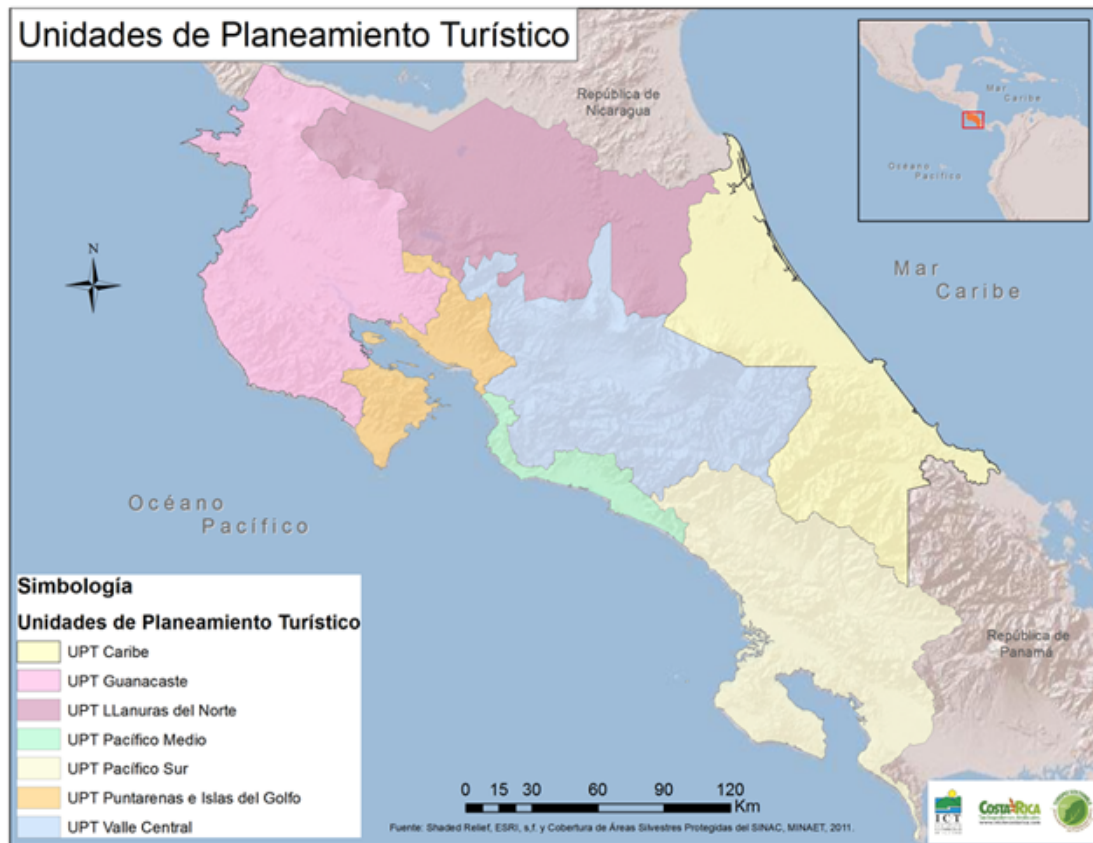 Unidades de Planeamiento Turístico
República de
Nicaragua
Mar
Caribe
Océano
Pacífico
N
Mar
Caribe
Océano
Pacífico
República de
Panamá
Simbología
Unidades de Planeamiento Turístico
UPT Caribe
UPT Guanacaste
UPT LLanuras del Norte
UPT Pacífico Medio
UPT Pacífico Sur
UPT Puntarenas e Islas del Golfo
UPT Valle Central
0 15 30 60 90 120
Km
Fuente: Shaded Relief, ESRI, s,f. y Cobertura de Áreas Silvestres Protegidas del SINAC, MINAET, 2011.
ICT
COSTA RICA